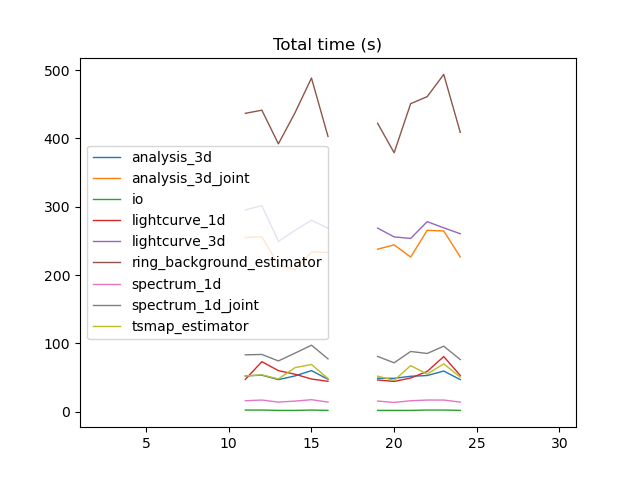 Total time (s)
500
400
300
200
100
0
analysis_3d
analysis_3d_joint
io
lightcurve_1d
lightcurve_3d
ring_background_estimator
spectrum_1d
spectrum_1d_joint
tsmap_estimator
5 10 15 20 25 30